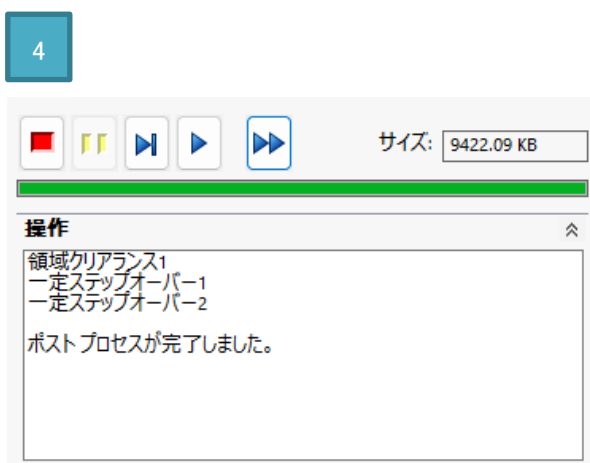 4
サイズ: 9422.09 KB
操作
領域クリアランス1
一定ステップオーバー1
一定ステップオーバー2
ポスト プロセスが完了しました。